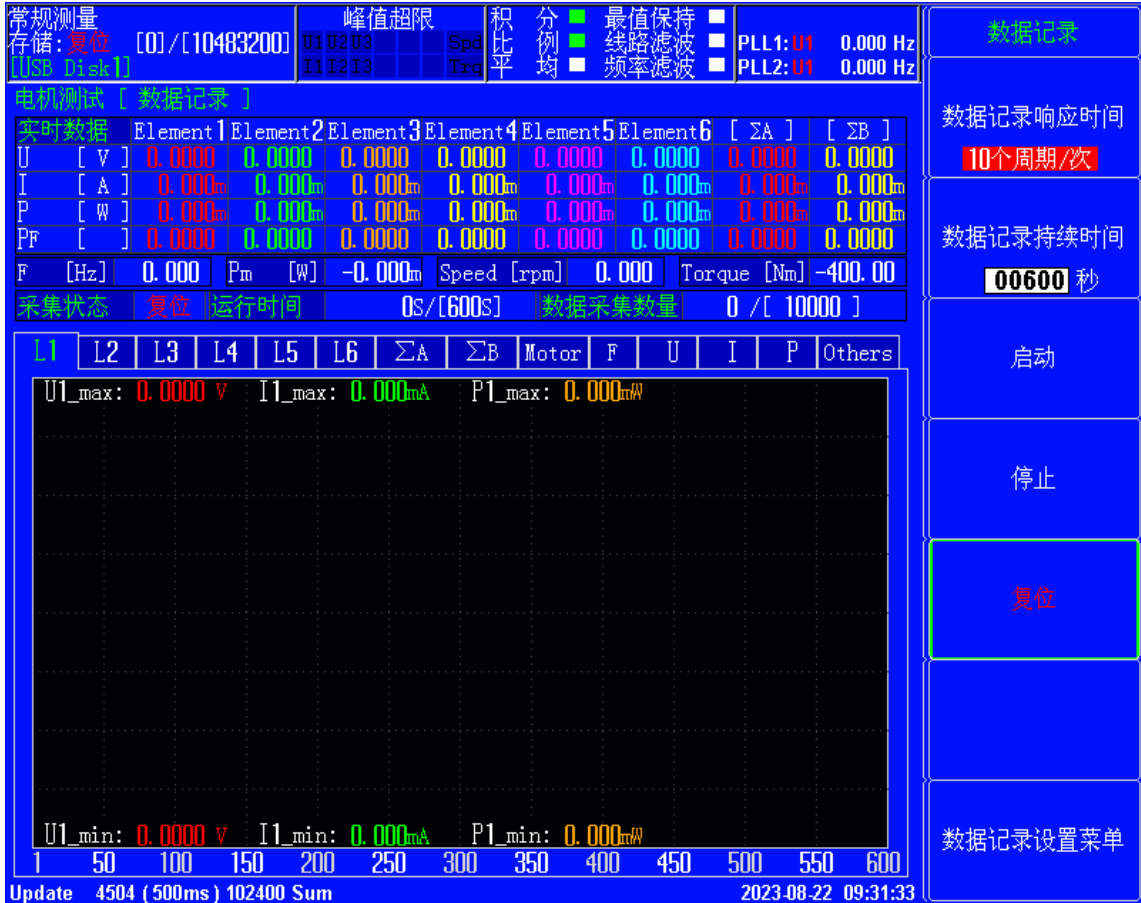 常规测量
存储:复位 [0]/[10483200]
[USB Disk1]
峰值超限
U1 U2 U3 Spd
I1 I2 I3 Trq
积 分 最值保持
比 例 线路滤波
平 均 频率滤波
PLL1: U1 0.000 Hz
PLL2: U1 0.000 Hz
电机测试 [ 数据记录 ]
实时数据 Element1 Element2 Element3 Element4 Element5 Element6 [ ΣA ] [ ΣB ]
U [ V ] 0.0000 0.0000 0.0000 0.0000 0.0000 0.0000 0.0000 0.0000
I [ A ] 0.000m 0.000m 0.000m 0.000m 0.000m 0.000m 0.000m 0.000m
P [ W ] 0.000m 0.000m 0.000m 0.000m 0.000m 0.000m 0.000m 0.000m
PF [ ] 0.0000 0.0000 0.0000 0.0000 0.0000 0.0000 0.0000 0.0000
F [Hz] 0.000 Pm [W] -0.000m Speed [rpm] 0.000 Torque [Nm] -400.00
采集状态 复位 运行时间 0S/[600S] 数据采集数量 0 /[ 10000 ]
L1 L2 L3 L4 L5 L6 ΣA ΣB Motor F U I P Others
U1_max: 0.0000 V I1_max: 0.000mA P1_max: 0.000mW
U1_min: 0.0000 V I1_min: 0.000mA P1_min: 0.000mW
1 50 100 150 200 250 300 350 400 450 500 550 600
Update 4504 ( 500ms ) 102400 Sum 2023-08-22 09:31:33
数据记录
数据记录响应时间
10个周期/次
数据记录持续时间
00600 秒
启动
停止
复位
数据记录设置菜单